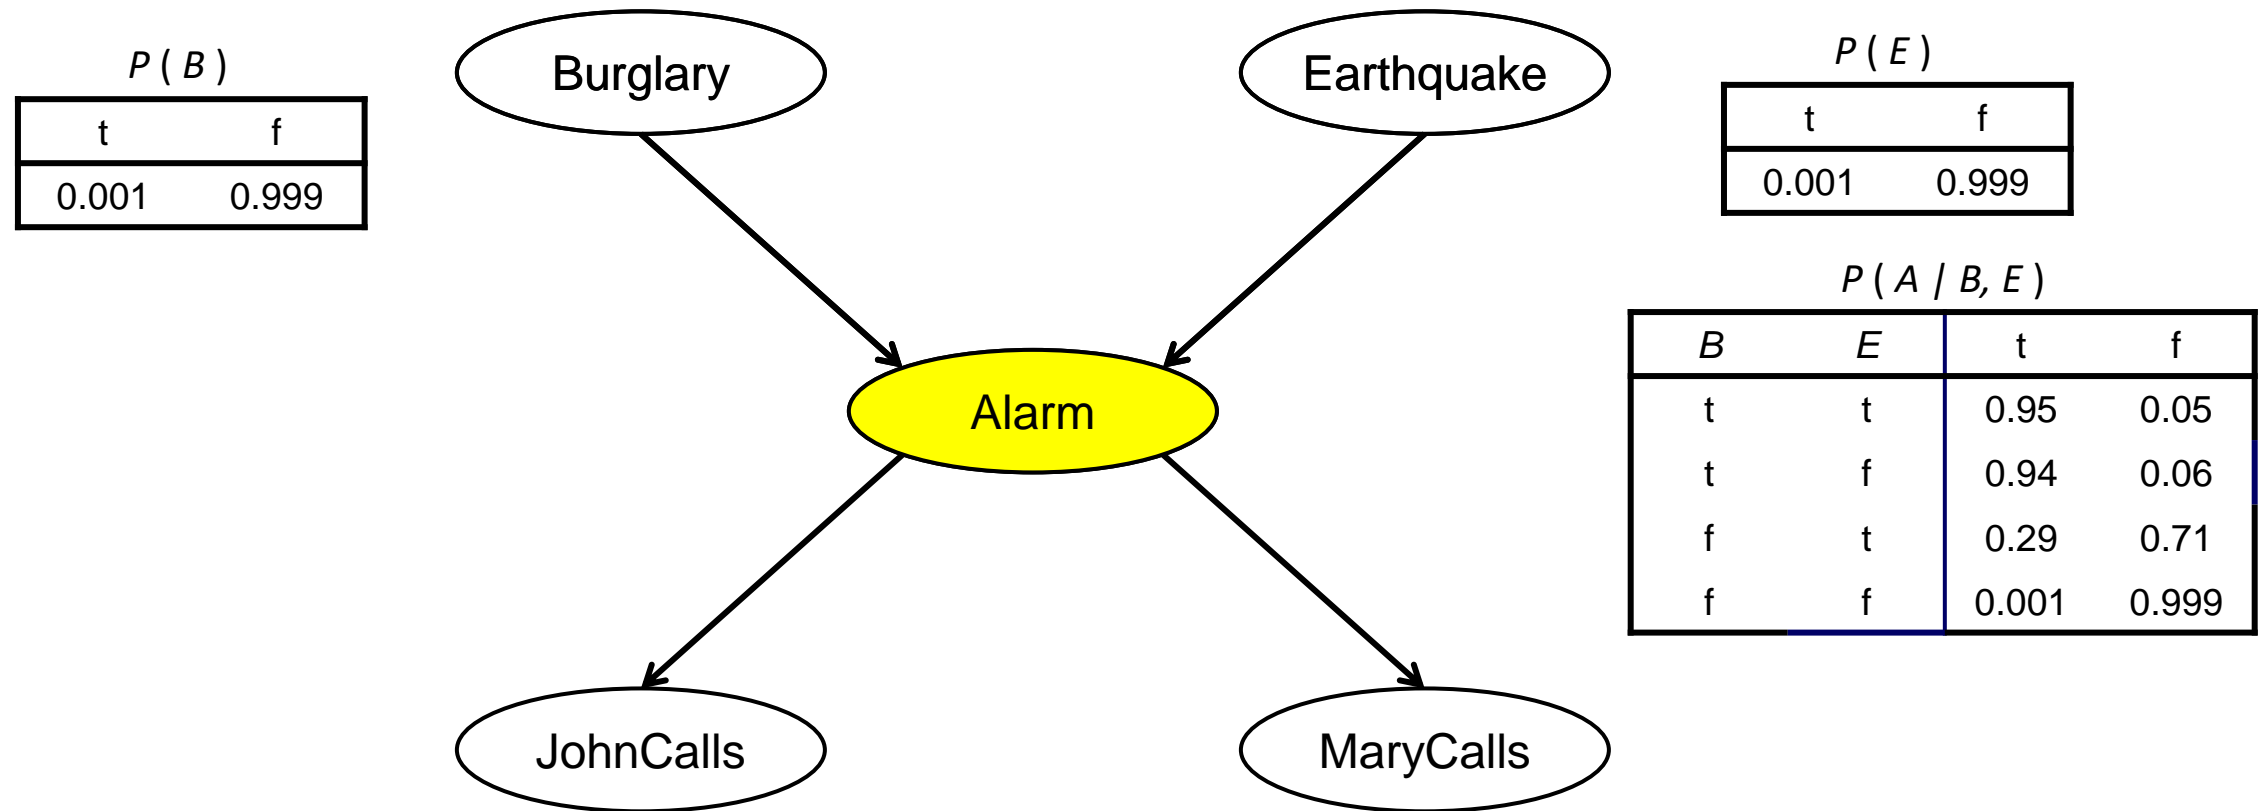 P ( B )
t f
0.001 0.999
Burglary
Earthquake
P ( E )
t f
0.001 0.999
P ( A | B, E )
B E t f
t t 0.95 0.05
t f 0.94 0.06
f t 0.29 0.71
f f 0.001 0.999
Alarm
JohnCalls
MaryCalls